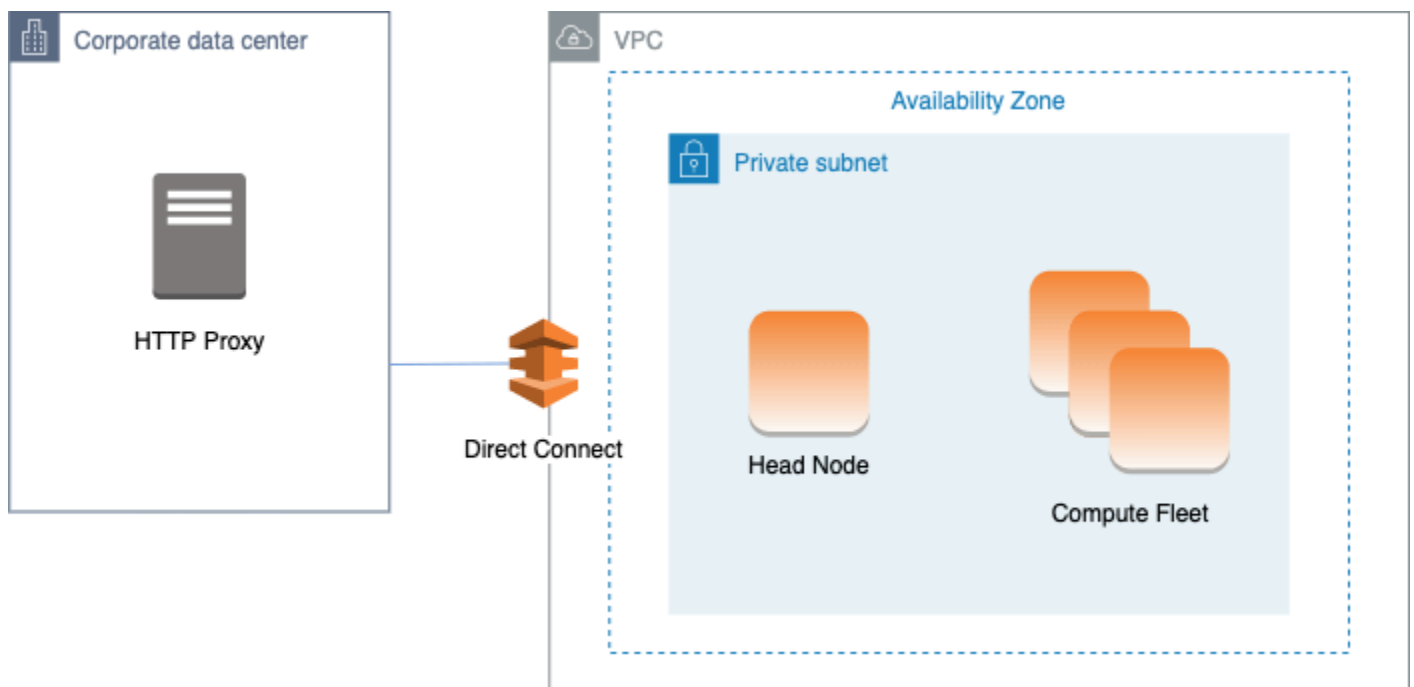 Corporate data center
VPC
Availability Zone
Private subnet
HTTP Proxy
Direct Connect
Head Node
Compute Fleet